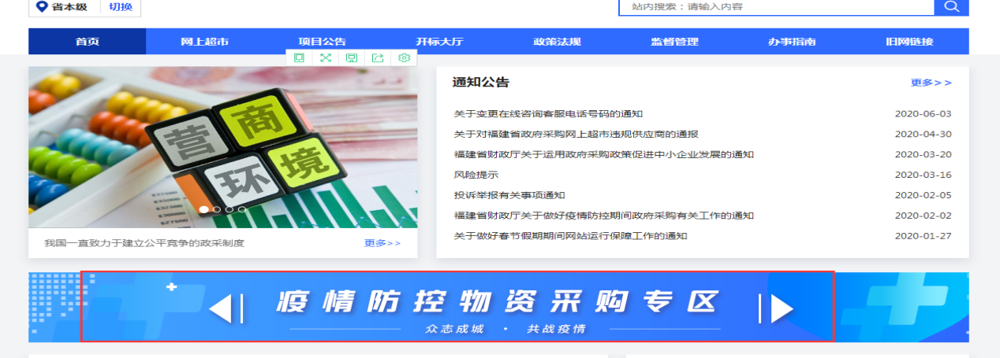 省本级 切换
站内搜索：请输入内容
首页 网上超市 项目公告 开标大厅 政策法规 监督管理 办事指南 旧网链接
营商
环境
$37500
$35000
$32500
$30000
$27500
我国一直致力于建立公平竞争的政采制度 更多>>
通知公告 更多>>
关于变更在线咨询客服电话号码的通知 2020-06-03
关于对福建省政府采购网上超市违规供应商的通报 2020-04-30
福建省财政厅关于运用政府采购政策促进中小企业发展的通知 2020-03-20
风险提示 2020-03-16
投诉举报有关事项通知 2020-02-05
福建省财政厅关于做好疫情防控期间政府采购有关工作的通知 2020-02-02
关于做好春节假期期间网站运行保障工作的通知 2020-01-27
疫情防控物资采购专区
众志成城 · 共战疫情